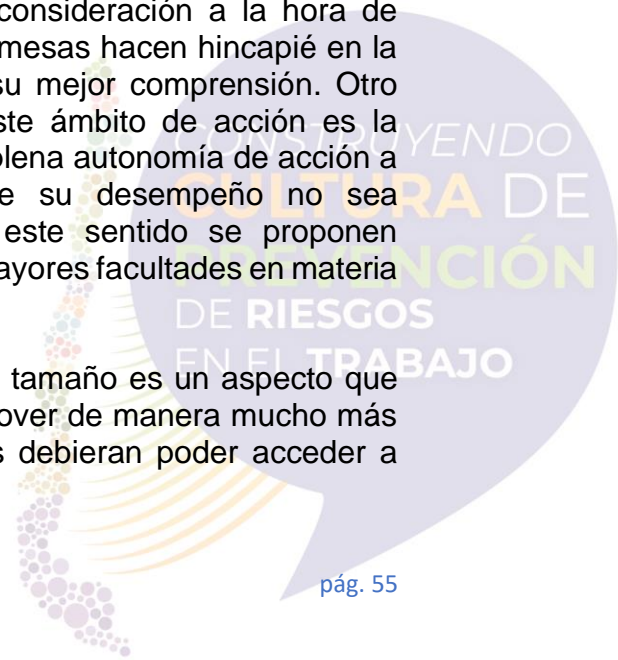 consideración a la hora de
mesas hacen hincapié en la
su mejor comprensión. Otro
ste ámbito de acción es la
plena autonomía de acción a
e su desempeño no sea
este sentido se proponen
ayores facultades en materia
tamaño es un aspecto que
over de manera mucho más
s debieran poder acceder a
CONSTRUYENDO
CULTURA DE
PREVENCIÓN
DE RIESGOS
EN EL TRABAJO
pág. 55